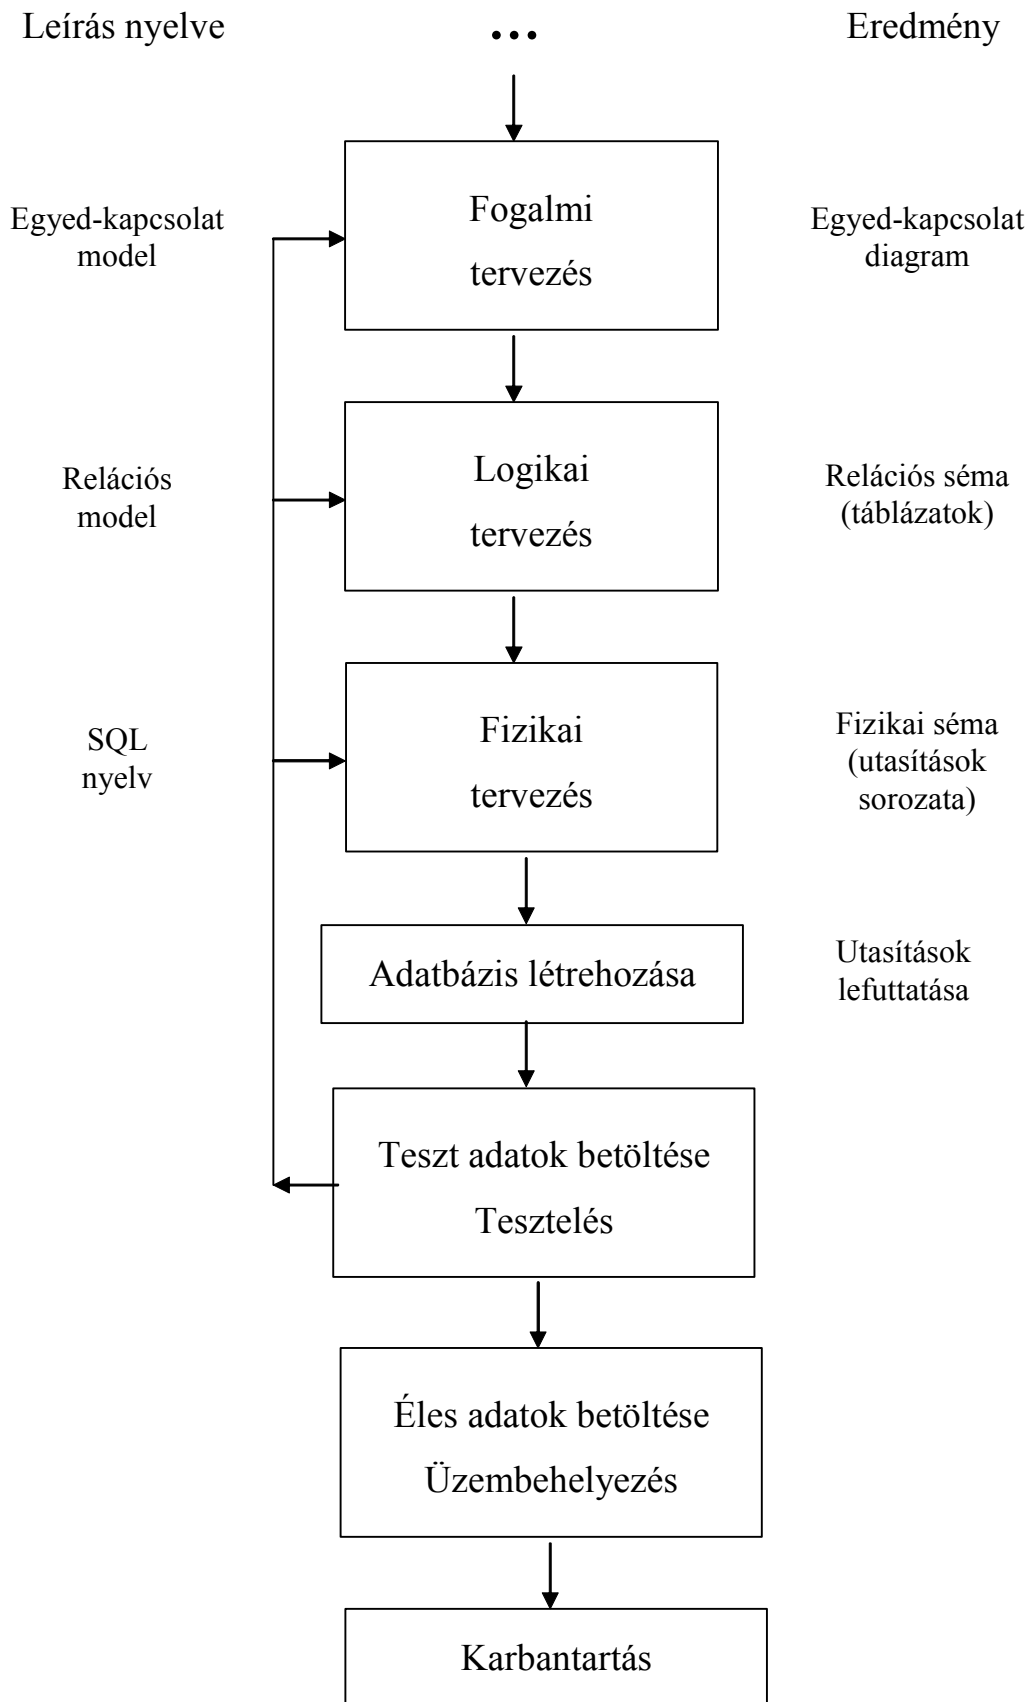 Leírás nyelve
...
Eredmény
Egyed-kapcsolat
model
Fogalmi
tervezés
Egyed-kapcsolat
diagram
Relációs
model
Logikai
tervezés
Relációs séma
(táblázatok)
SQL
nyelv
Fizikai
tervezés
Fizikai séma
(utasítások
sorozata)
Adatbázis létrehozása
Utasítások
lefuttatása
Teszt adatok betöltése
Tesztelés
Éles adatok betöltése
Üzembehelyezés
Karbantartás